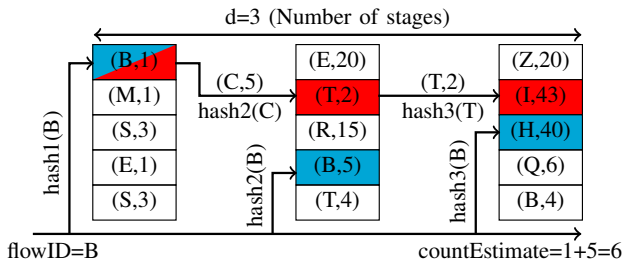 d=3 (Number of stages)
(B,1)
(M,1)
(S,3)
(E,1)
(S,3)
hash1(B)
(C,5)
hash2(C)
(E,20)
(T,2)
(R,15)
(B,5)
(T,4)
hash2(B)
(T,2)
hash3(T)
(Z,20)
(I,43)
(H,40)
(Q,6)
(B,4)
hash3(B)
flowID=B
countEstimate=1+5=6